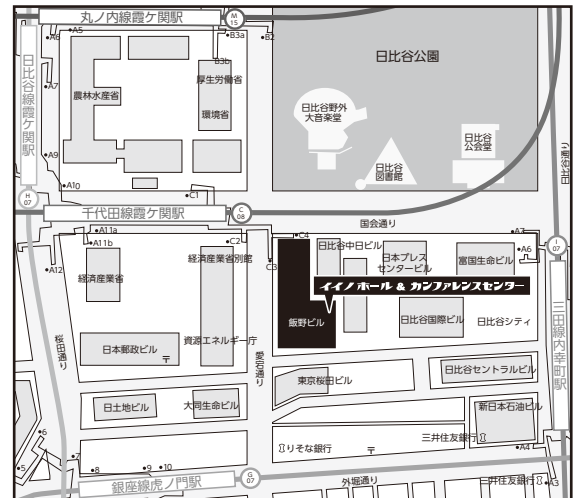 丸ノ内線霞ケ関駅
M
15
A6
A5
B3a
B2
日比谷公園
日比谷線霞ケ関駅
B3b
厚生労働省
A7
農林水産省
環境省
日比谷野外
大音楽堂
日比谷
公会堂
日比谷通り
A9
日比谷
図書館
A10
H
07
C1
千代田線霞ケ関駅
C
08
国会通り
A11a
A11b
C2
C4
A7
日比谷中日ビル
A6
I
07
経済産業省別館
C3
日本プレス
センタービル
富国生命ビル
A12
経済産業省
イイノホール & カンファレンスセンター
飯野ビル
日比谷国際ビル
日比谷シティ
三田線内幸町駅
桜田通り
日本郵政ビル
〒
資源エネルギー庁
愛宕通り
日比谷セントラルビル
東京桜田ビル
日土地ビル
大同生命ビル
新日本石油ビル
6
三井住友銀行
りそな銀行
〒
A4
5
7
8
9
10
銀座線虎ノ門駅
G
07
外堀通り
三井住友銀行
A3